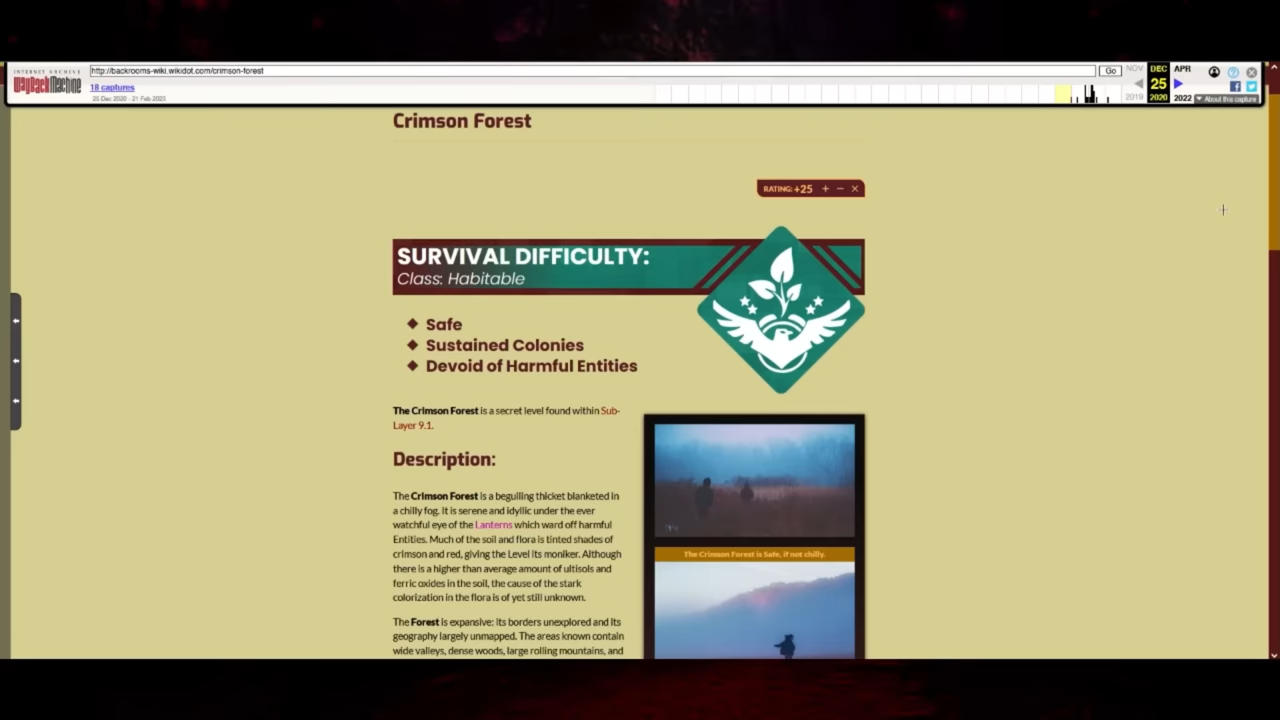 INTERNET ARCHIVE
WayBackMachine
http://backrooms-wiki.wikidot.com/crimson-forest
Go
NOV
DEC
APR
18 captures
25
25 Dec 2020 - 21 Feb 2023
2019
2020
2022
About this capture
Crimson Forest
RATING: +25 + − ×
SURVIVAL DIFFICULTY:
Class: Habitable
Safe
Sustained Colonies
Devoid of Harmful Entities
The Crimson Forest is a secret level found within Sub-
Layer 9.1.
Description:
The Crimson Forest is a beguiling thicket blanketed in
a chilly fog. It is serene and idyllic under the ever
watchful eye of the Lanterns which ward off harmful
Entities. Much of the soil and flora is tinted shades of
crimson and red, giving the Level its moniker. Although
there is a higher than average amount of ultisols and
ferric oxides in the soil, the cause of the stark
colorization in the flora is of yet still unknown.
The Forest is expansive: its borders unexplored and its
geography largely unmapped. The areas known contain
wide valleys, dense woods, large rolling mountains, and
The Crimson Forest is Safe, if not chilly.